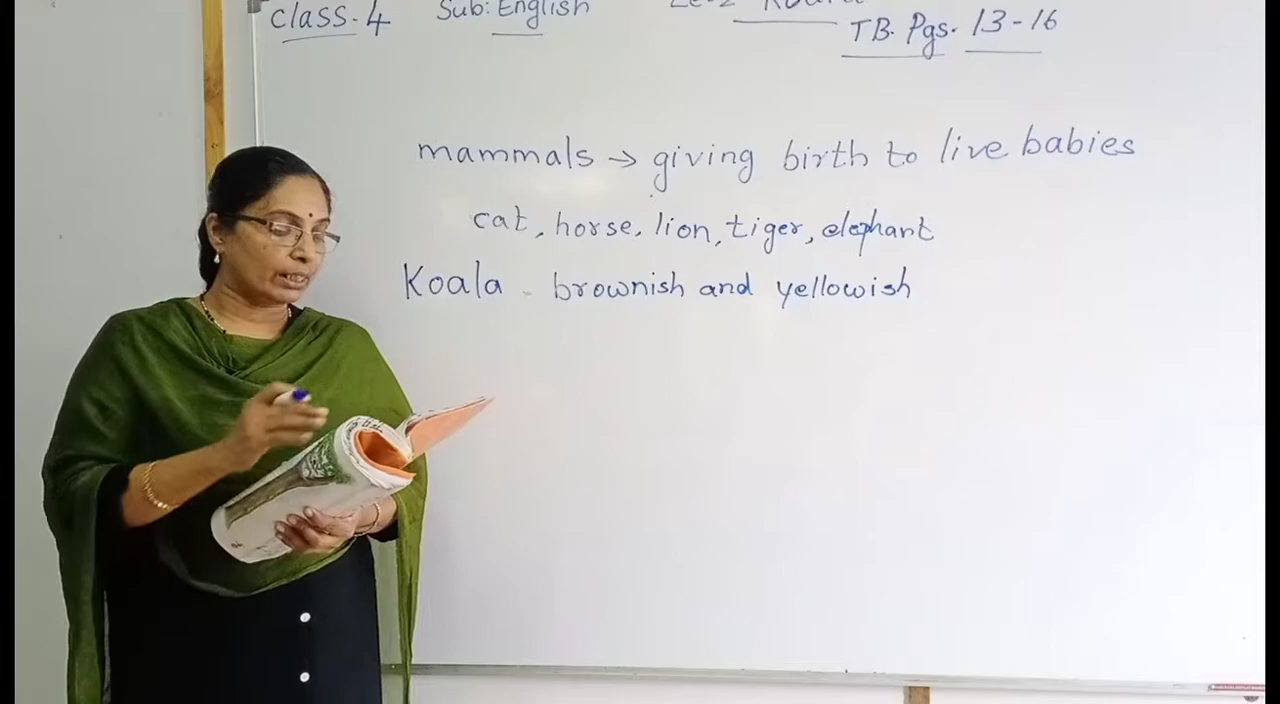 class-4 Sub: English
TB. Pgs. 13-16
mammals → giving birth to live babies
cat, horse, lion, tiger, elephant
Koala - brownish and yellowish